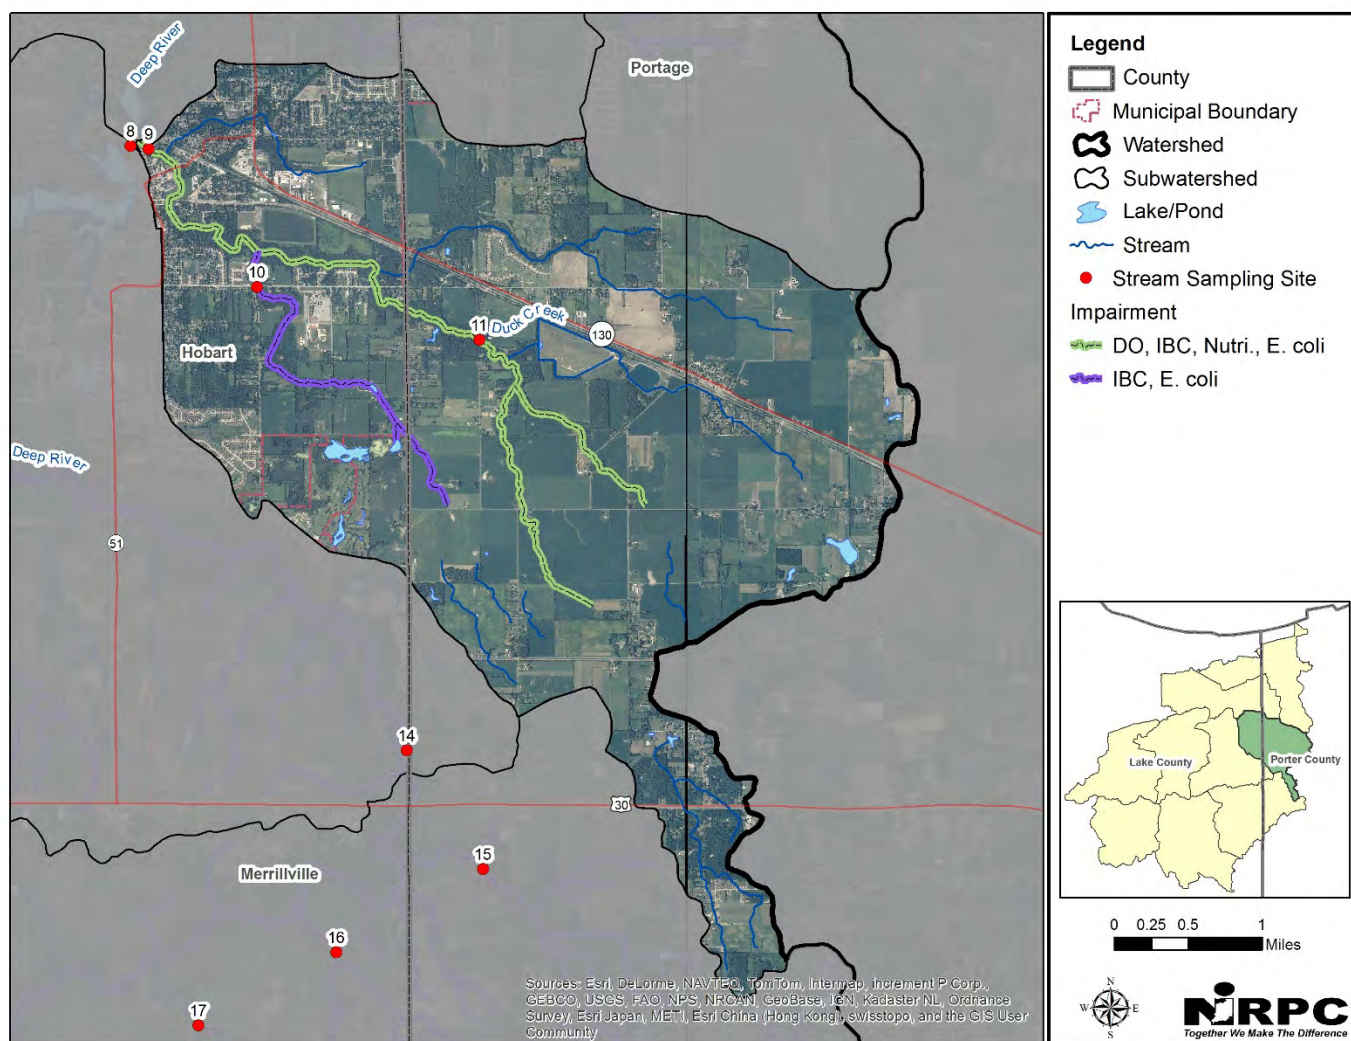 Deep River
Portage
8
9
10
Hobart
11
Duck Creek
130
Deep River
51
14
30
15
Merrillville
16
17
Sources: Esri, DeLorme, NAVTEQ, TomTom, Intermap, increment P Corp.,
GEBCO, USGS, FAO, NPS, NRCAN, GeoBase, IGN, Kadaster NL, Ordnance
Survey, Esri Japan, METI, Esri China (Hong Kong), swisstopo, and the GIS User
Community
Legend
County
Municipal Boundary
Watershed
Subwatershed
Lake/Pond
Stream
Stream Sampling Site
Impairment
DO, IBC, Nutri., E. coli
IBC, E. coli
Lake County
Porter County
0 0.25 0.5 1
Miles
N
W E
S
NIRPC
Together We Make The Difference